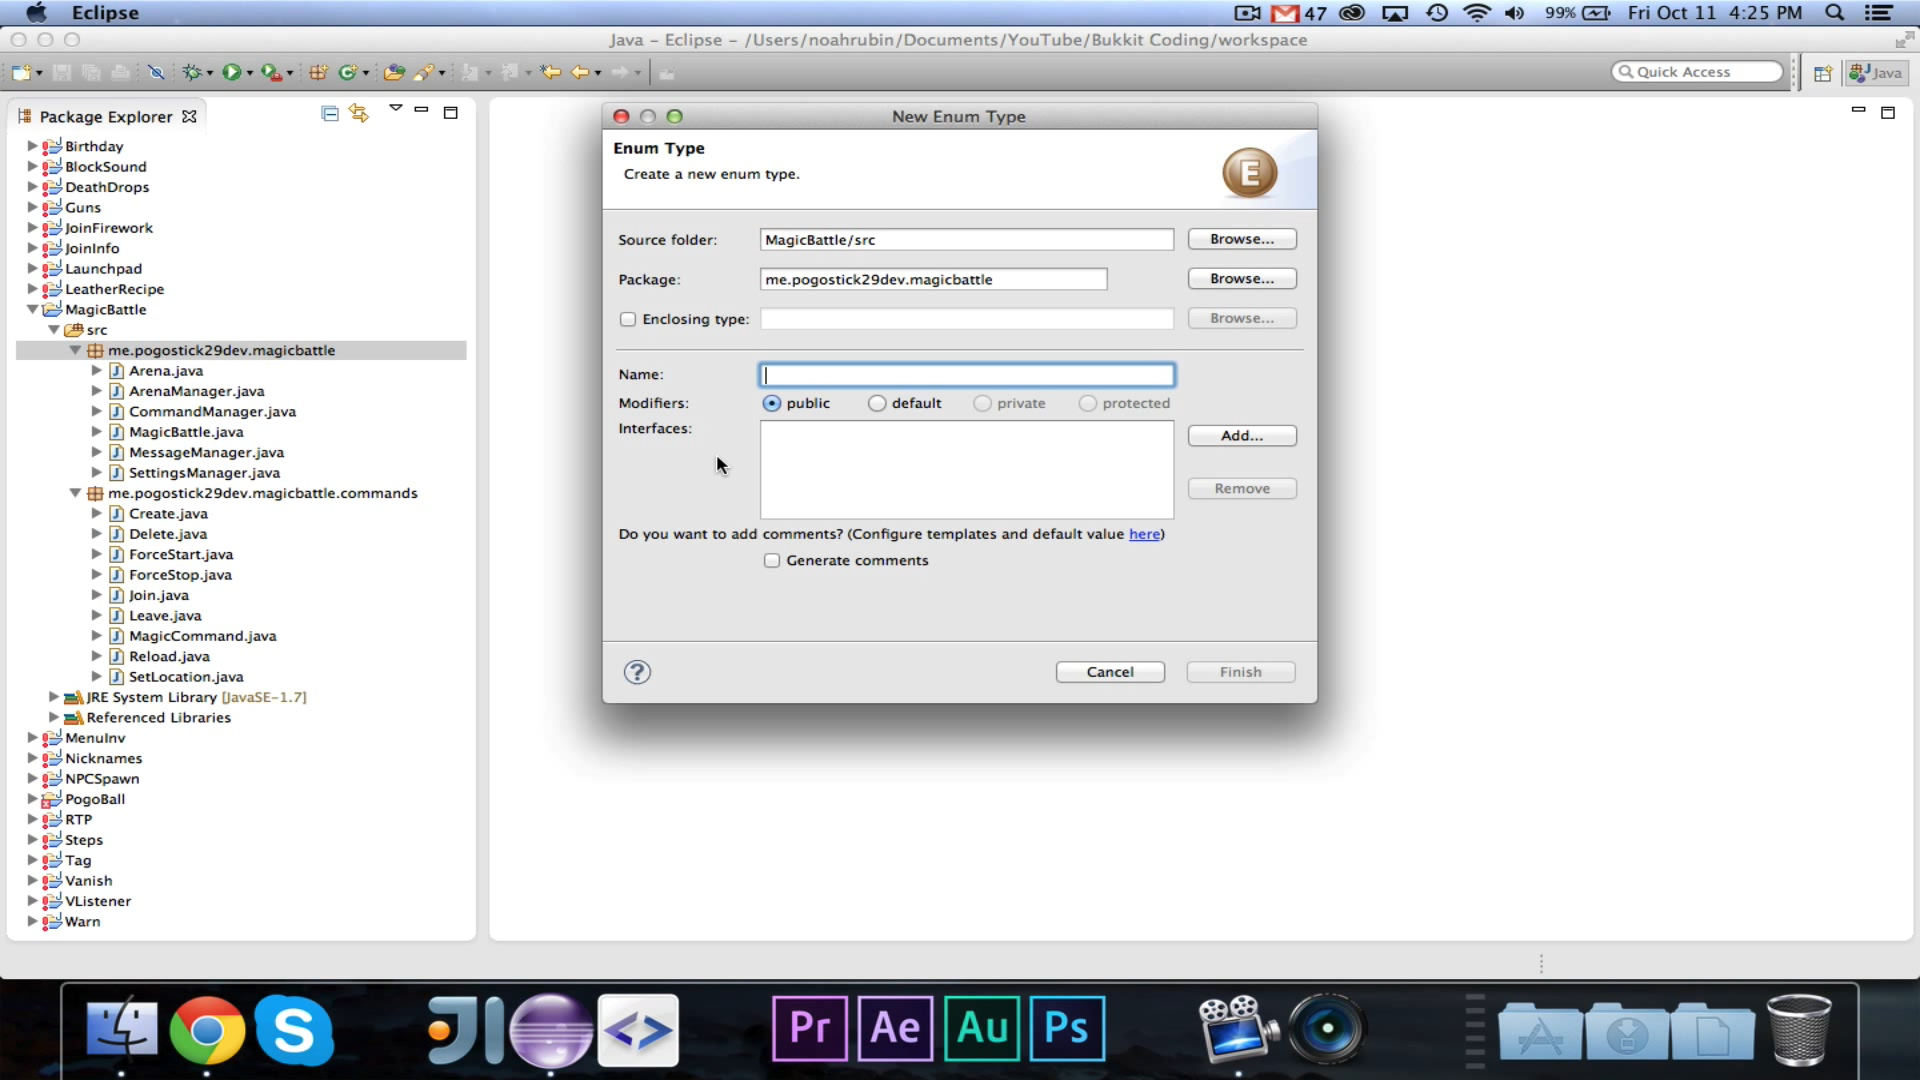 Eclipse
47
99%
Fri Oct 11 4:25 PM
Java – Eclipse – /Users/noahrubin/Documents/YouTube/Bukkit Coding/workspace
Quick Access
Java
Package Explorer
Birthday
BlockSound
DeathDrops
Guns
JoinFirework
JoinInfo
Launchpad
LeatherRecipe
MagicBattle
src
me.pogostick29dev.magicbattle
Arena.java
ArenaManager.java
CommandManager.java
MagicBattle.java
MessageManager.java
SettingsManager.java
me.pogostick29dev.magicbattle.commands
Create.java
Delete.java
ForceStart.java
ForceStop.java
Join.java
Leave.java
MagicCommand.java
Reload.java
SetLocation.java
JRE System Library [JavaSE-1.7]
Referenced Libraries
MenuInv
Nicknames
NPCSpawn
PogoBall
RTP
Steps
Tag
Vanish
VListener
Warn
New Enum Type
Enum Type
Create a new enum type.
E
Source folder: MagicBattle/src Browse...
Package: me.pogostick29dev.magicbattle Browse...
Enclosing type: Browse...
Name:
Modifiers: public default private protected
Interfaces:
Add...
Remove
Do you want to add comments? (Configure templates and default value here)
Generate comments
? Cancel Finish
S
JI
Pr
Ae
Au
Ps